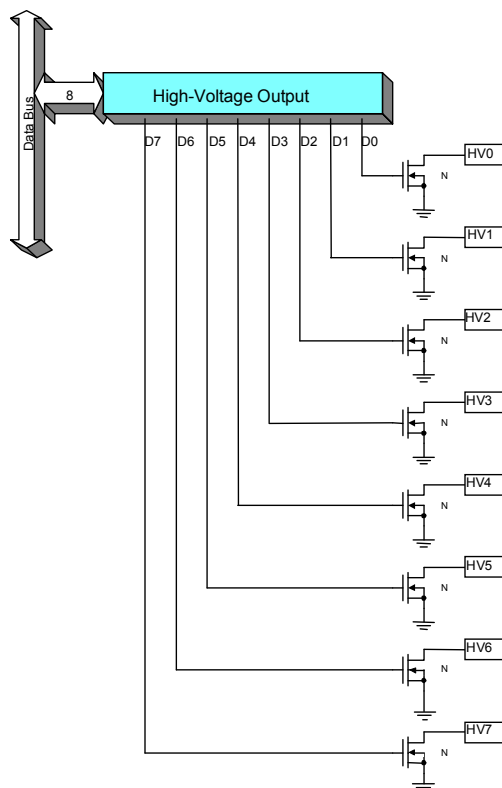 Data Bus
8
High-Voltage Output
D7 D6 D5 D4 D3 D2 D1 D0
HV0
N
HV1
N
HV2
N
HV3
N
HV4
N
HV5
N
HV6
N
HV7
N